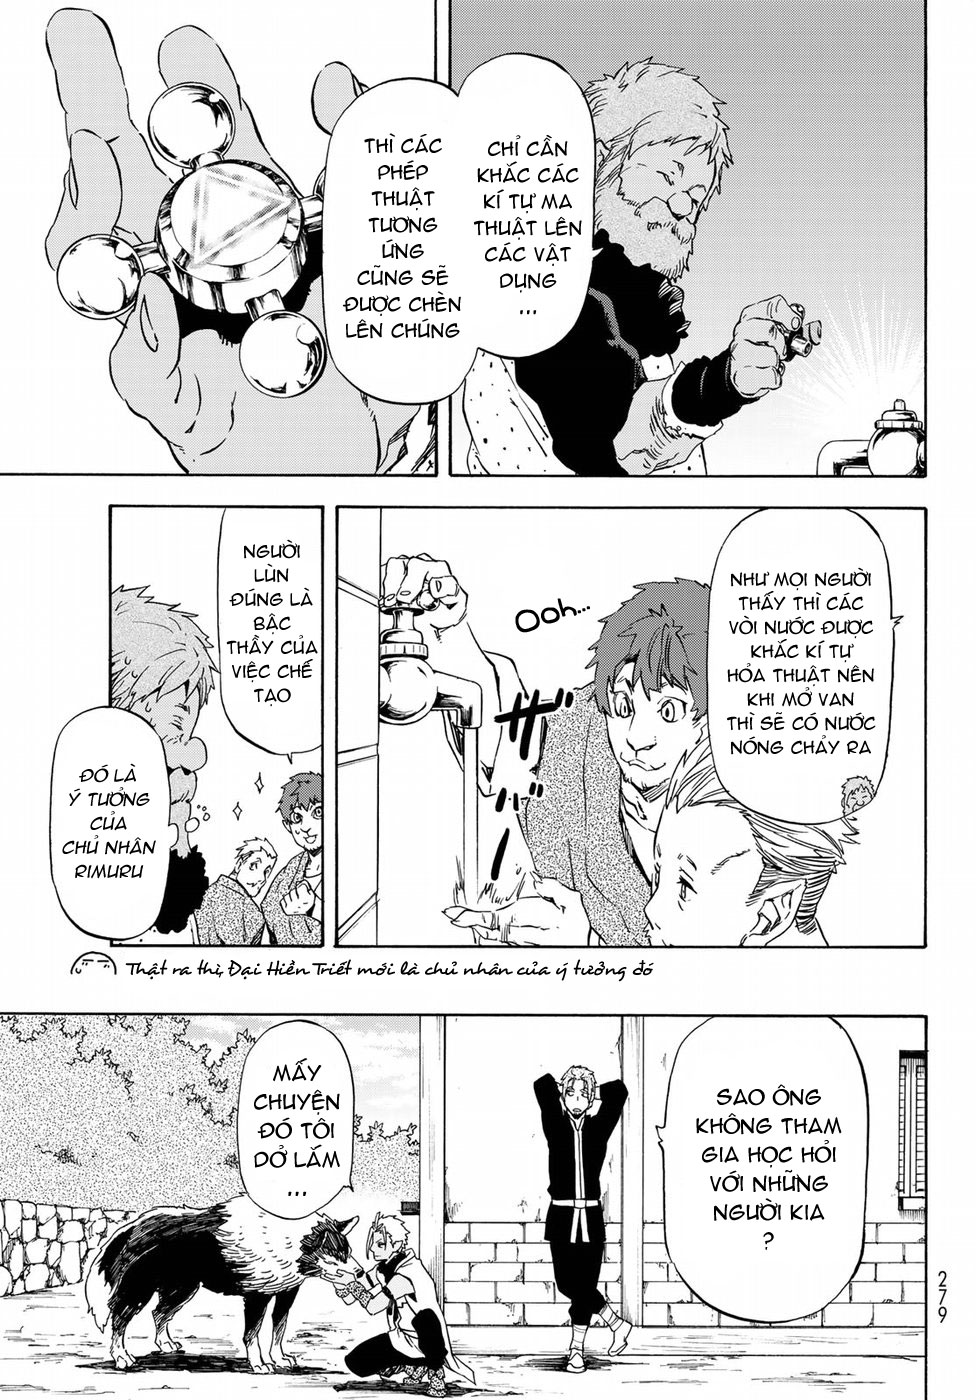 CHỈ CẦN
KHẮC CÁC
KÍ TỰ MA
THUẬT LÊN
CÁC VẬT
DỤNG
...
THÌ CÁC
PHÉP
THUẬT
TƯƠNG
ỨNG
CŨNG SẼ
ĐƯỢC CHÈN
LÊN CHÚNG
NHƯ MỌI NGƯỜI
THẤY THÌ CÁC
VÒI NƯỚC ĐƯỢC
KHẮC KÍ TỰ
HỎA THUẬT NÊN
KHI MỞ VAN
THÌ SẼ CÓ NƯỚC
NÓNG CHẢY RA
Ooh...
NGƯỜI
LÙN
ĐÚNG LÀ
BẬC
THẦY CỦA
VIỆC CHẾ
TẠO
ĐÓ LÀ
Ý TƯỞNG
CỦA
CHỦ NHÂN
RIMURU
Thật ra thì, Đại Hiền Triết mới là chủ nhân của ý tưởng đó
SAO ÔNG
KHÔNG THAM
GIA HỌC HỎI
VỚI NHỮNG
NGƯỜI KIA
?
MẤY
CHUYỆN
ĐÓ TÔI
DỞ LẮM
...
279